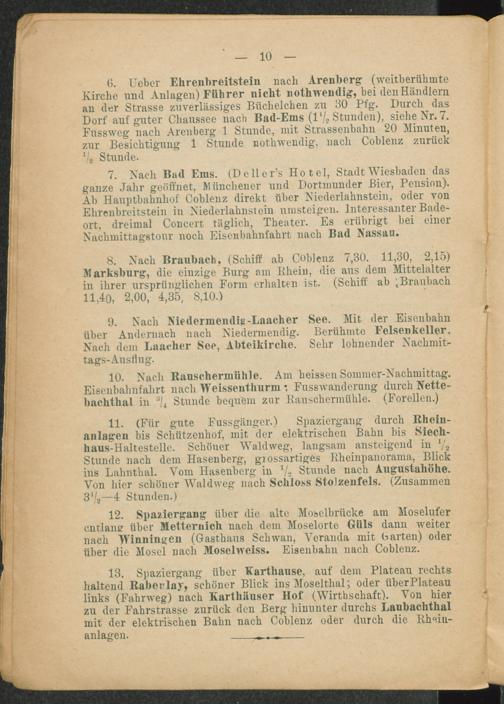 — 10 —
6. Ueber Ehrenbreitstein nach Arenberg (weitberühmte
Kirche und Anlagen) Führer nicht nothwendig, bei den Händlern
an der Strasse zuverlässiges Büchelchen zu 30 Pfg. Durch das
Dorf auf guter Chaussee nach Bad-Ems (1¹/₂ Stunden), siehe Nr. 7.
Fussweg nach Arenberg 1 Stunde, mit Strassenbahn 20 Minuten,
zur Besichtigung 1 Stunde nothwendig, nach Coblenz zurück
¹/₂ Stunde.
7. Nach Bad Ems. (Deller's Hotel, Stadt Wiesbaden das
ganze Jahr geöffnet, Münchener und Dortmunder Bier, Pension).
Ab Hauptbahnhof Coblenz direkt über Niederlahnstein, oder von
Ehrenbreitstein in Niederlahnstein umsteigen. Interessanter Bade-
ort, dreimal Concert täglich, Theater. Es erübrigt bei einer
Nachmittagstour noch Eisenbahnfahrt nach Bad Nassau.
8. Nach Braubach, (Schiff ab Coblenz 7,30. 11,30, 2,15)
Marksburg, die einzige Burg am Rhein, die aus dem Mittelalter
in ihrer ursprünglichen Form erhalten ist. (Schiff ab Braubach
11,40, 2,00, 4,35, 8,10.)
9. Nach Niedermendig-Laacher See. Mit der Eisenbahn
über Andernach nach Niedermendig. Berühmte Felsenkeller.
Nach dem Laacher See, Abteikirche. Sehr lohnender Nachmit-
tags-Ausflug.
10. Nach Rauschermühle. Am heissen Sommer-Nachmittag.
Eisenbahnfahrt nach Weissenthurm; Fusswanderung durch Nette-
bachthal in ³/₄ Stunde bequem zur Rauschermühle. (Forellen.)
11. (Für gute Fussgänger.) Spaziergang durch Rhein-
anlagen bis Schützenhof, mit der elektrischen Bahn bis Siech-
haus-Haltestelle. Schöner Waldweg, langsam ansteigend in ¹/₂
Stunde nach dem Hasenberg, grossartiges Rheinpanorama, Blick
ins Lahnthal. Vom Hasenberg in ¹/₂ Stunde nach Augustahöhe.
Von hier schöner Waldweg nach Schloss Stolzenfels. (Zusammen
3¹/₂—4 Stunden.)
12. Spaziergang über die alte Moselbrücke am Moselufer
entlang über Metternich nach dem Moselorte Güls dann weiter
nach Winningen (Gasthaus Schwan, Veranda mit Garten) oder
über die Mosel nach Moselweiss. Eisenbahn nach Coblenz.
13. Spaziergang über Karthause, auf dem Plateau rechts
haltend Raberlay, schöner Blick ins Moselthal; oder über Plateau
links (Fahrweg) nach Karthäuser Hof (Wirthschaft). Von hier
zu der Fahrstrasse zurück den Berg hinunter durchs Laubachthal
mit der elektrischen Bahn nach Coblenz oder durch die Rhein-
anlagen.